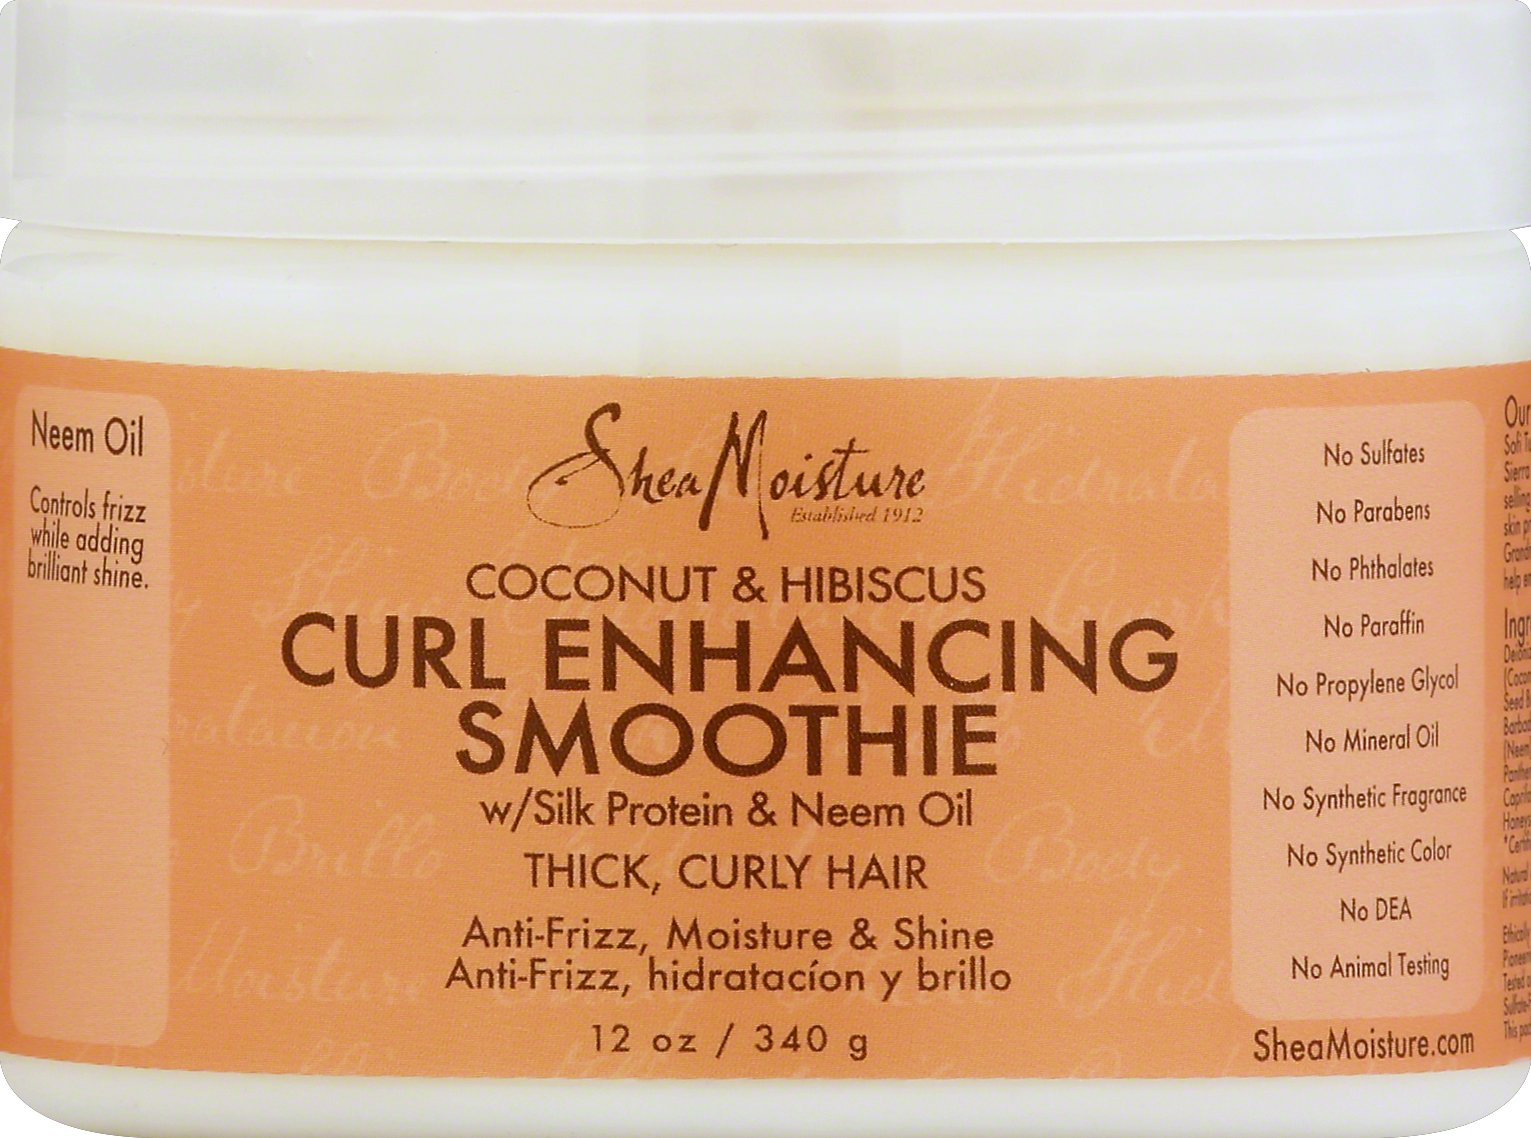 Neem Oil
Controls frizz
while adding
brilliant shine.
SheaMoisture
Established 1912
COCONUT & HIBISCUS
CURL ENHANCING
SMOOTHIE
w/Silk Protein & Neem Oil
THICK, CURLY HAIR
Anti-Frizz, Moisture & Shine
Anti-Frizz, hidratacíon y brillo
12 oz / 340 g
No Sulfates
No Parabens
No Phthalates
No Paraffin
No Propylene Glycol
No Mineral Oil
No Synthetic Fragrance
No Synthetic Color
No DEA
No Animal Testing
SheaMoisture.com
Brillo
Body
Moisture